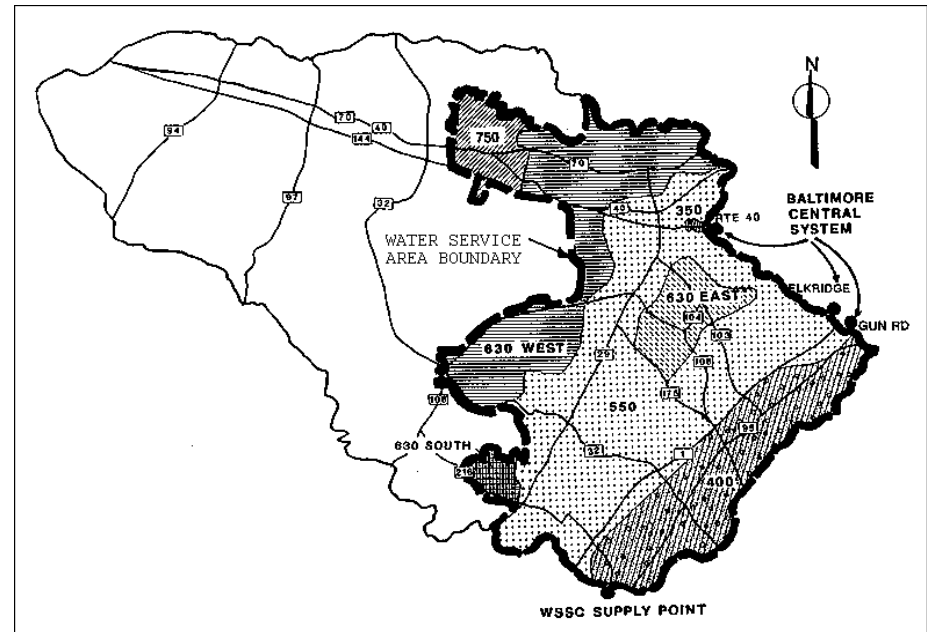 N
750
70
40
144
94
70
97
32
40
350
RTE 40
BALTIMORE
CENTRAL
SYSTEM
WATER SERVICE
AREA BOUNDARY
630 EAST
ELKRIDGE
104
103
GUN RD
630 WEST
29
108
108
175
550
95
630 SOUTH
32
1
216
400
WSSC SUPPLY POINT